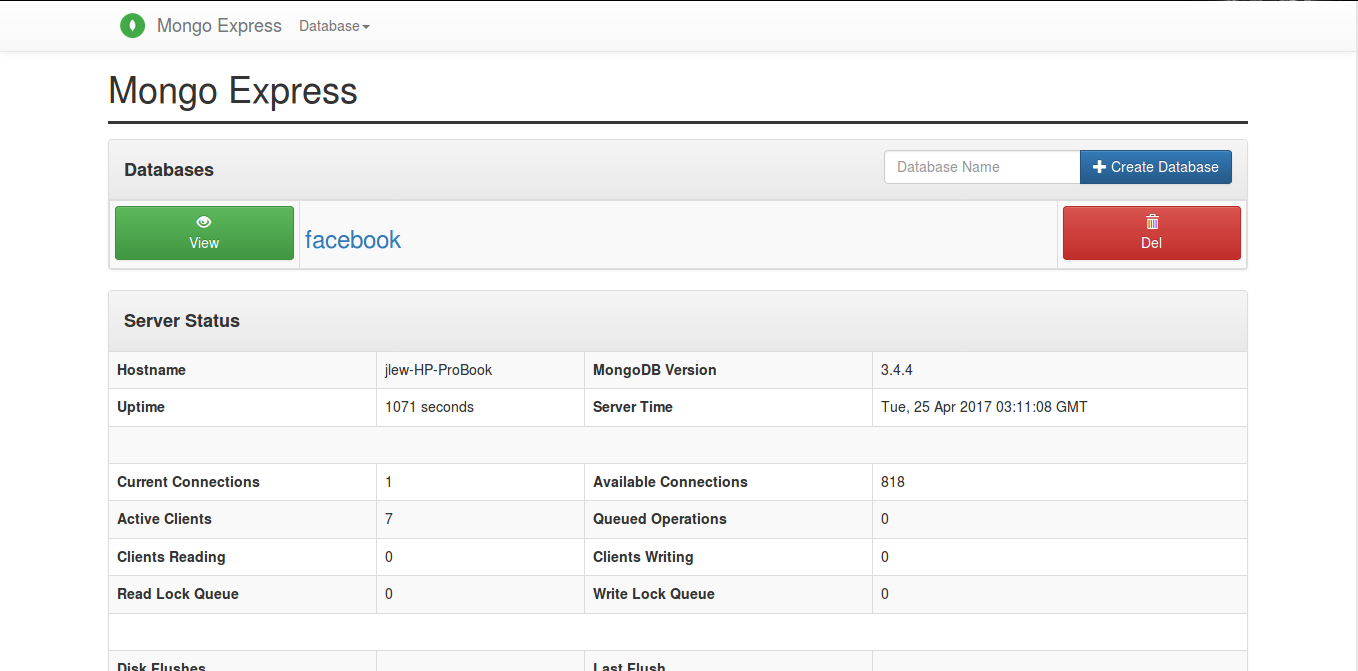 Mongo Express Database
Mongo Express
Databases Database Name Create Database
View facebook Del
Server Status
Hostname jlew-HP-ProBook MongoDB Version 3.4.4
Uptime 1071 seconds Server Time Tue, 25 Apr 2017 03:11:08 GMT
Current Connections 1 Available Connections 818
Active Clients 7 Queued Operations 0
Clients Reading 0 Clients Writing 0
Read Lock Queue 0 Write Lock Queue 0
Disk Flushes Last Flush